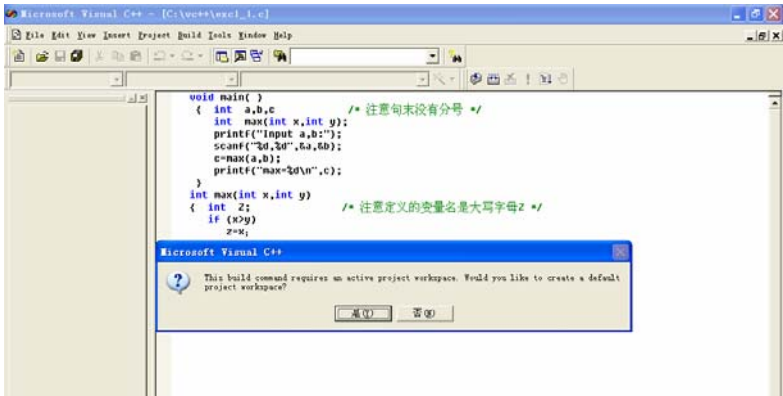 Microsoft Visual C++ - [C:\vc++\exc1_1.c]
File Edit View Insert Project Build Tools Window Help
void main( )
{ int a,b,c /* 注意句末没有分号 */
int max(int x,int y);
printf("Input a,b:");
scanf("%d,%d",&a,&b);
c=max(a,b);
printf("max=%d\n",c);
}
int max(int x,int y)
{ int Z; /* 注意定义的变量名是大写字母Z */
if (x>y)
z=x;
Microsoft Visual C++
This build command requires an active project workspace. Would you like to create a default
project workspace?
是(Y) 否(N)